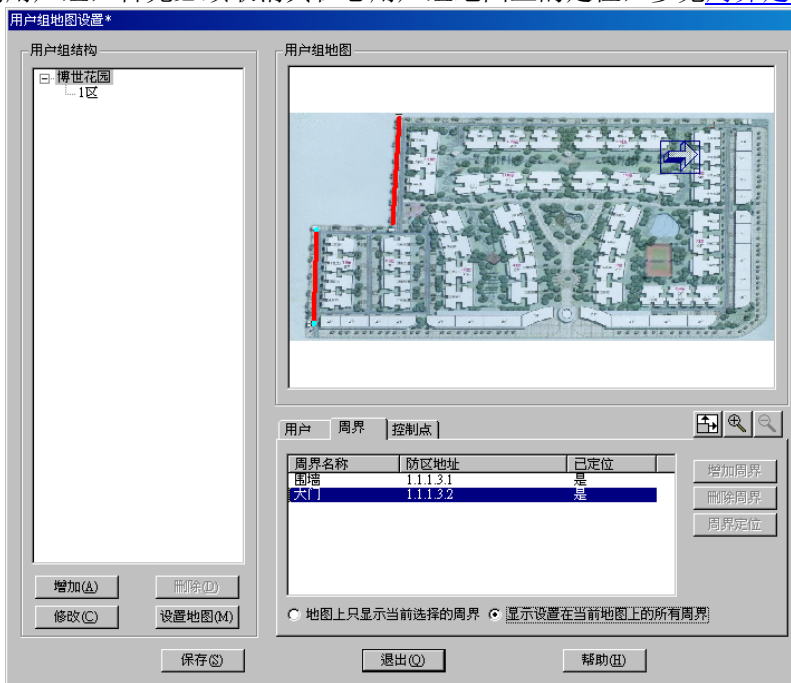 用户组地图设置*
用户组结构
博世花园
1区
增加(A)
删除(D)
修改(C)
设置地图(M)
用户组地图
用户
周界
控制点
周界名称 防区地址 已定位
围墙 1.1.1.3.1 是
大门 1.1.1.3.2 是
增加周界
删除周界
周界定位
地图上只显示当前选择的周界
显示设置在当前地图上的所有周界
保存(S)
退出(Q)
帮助(H)